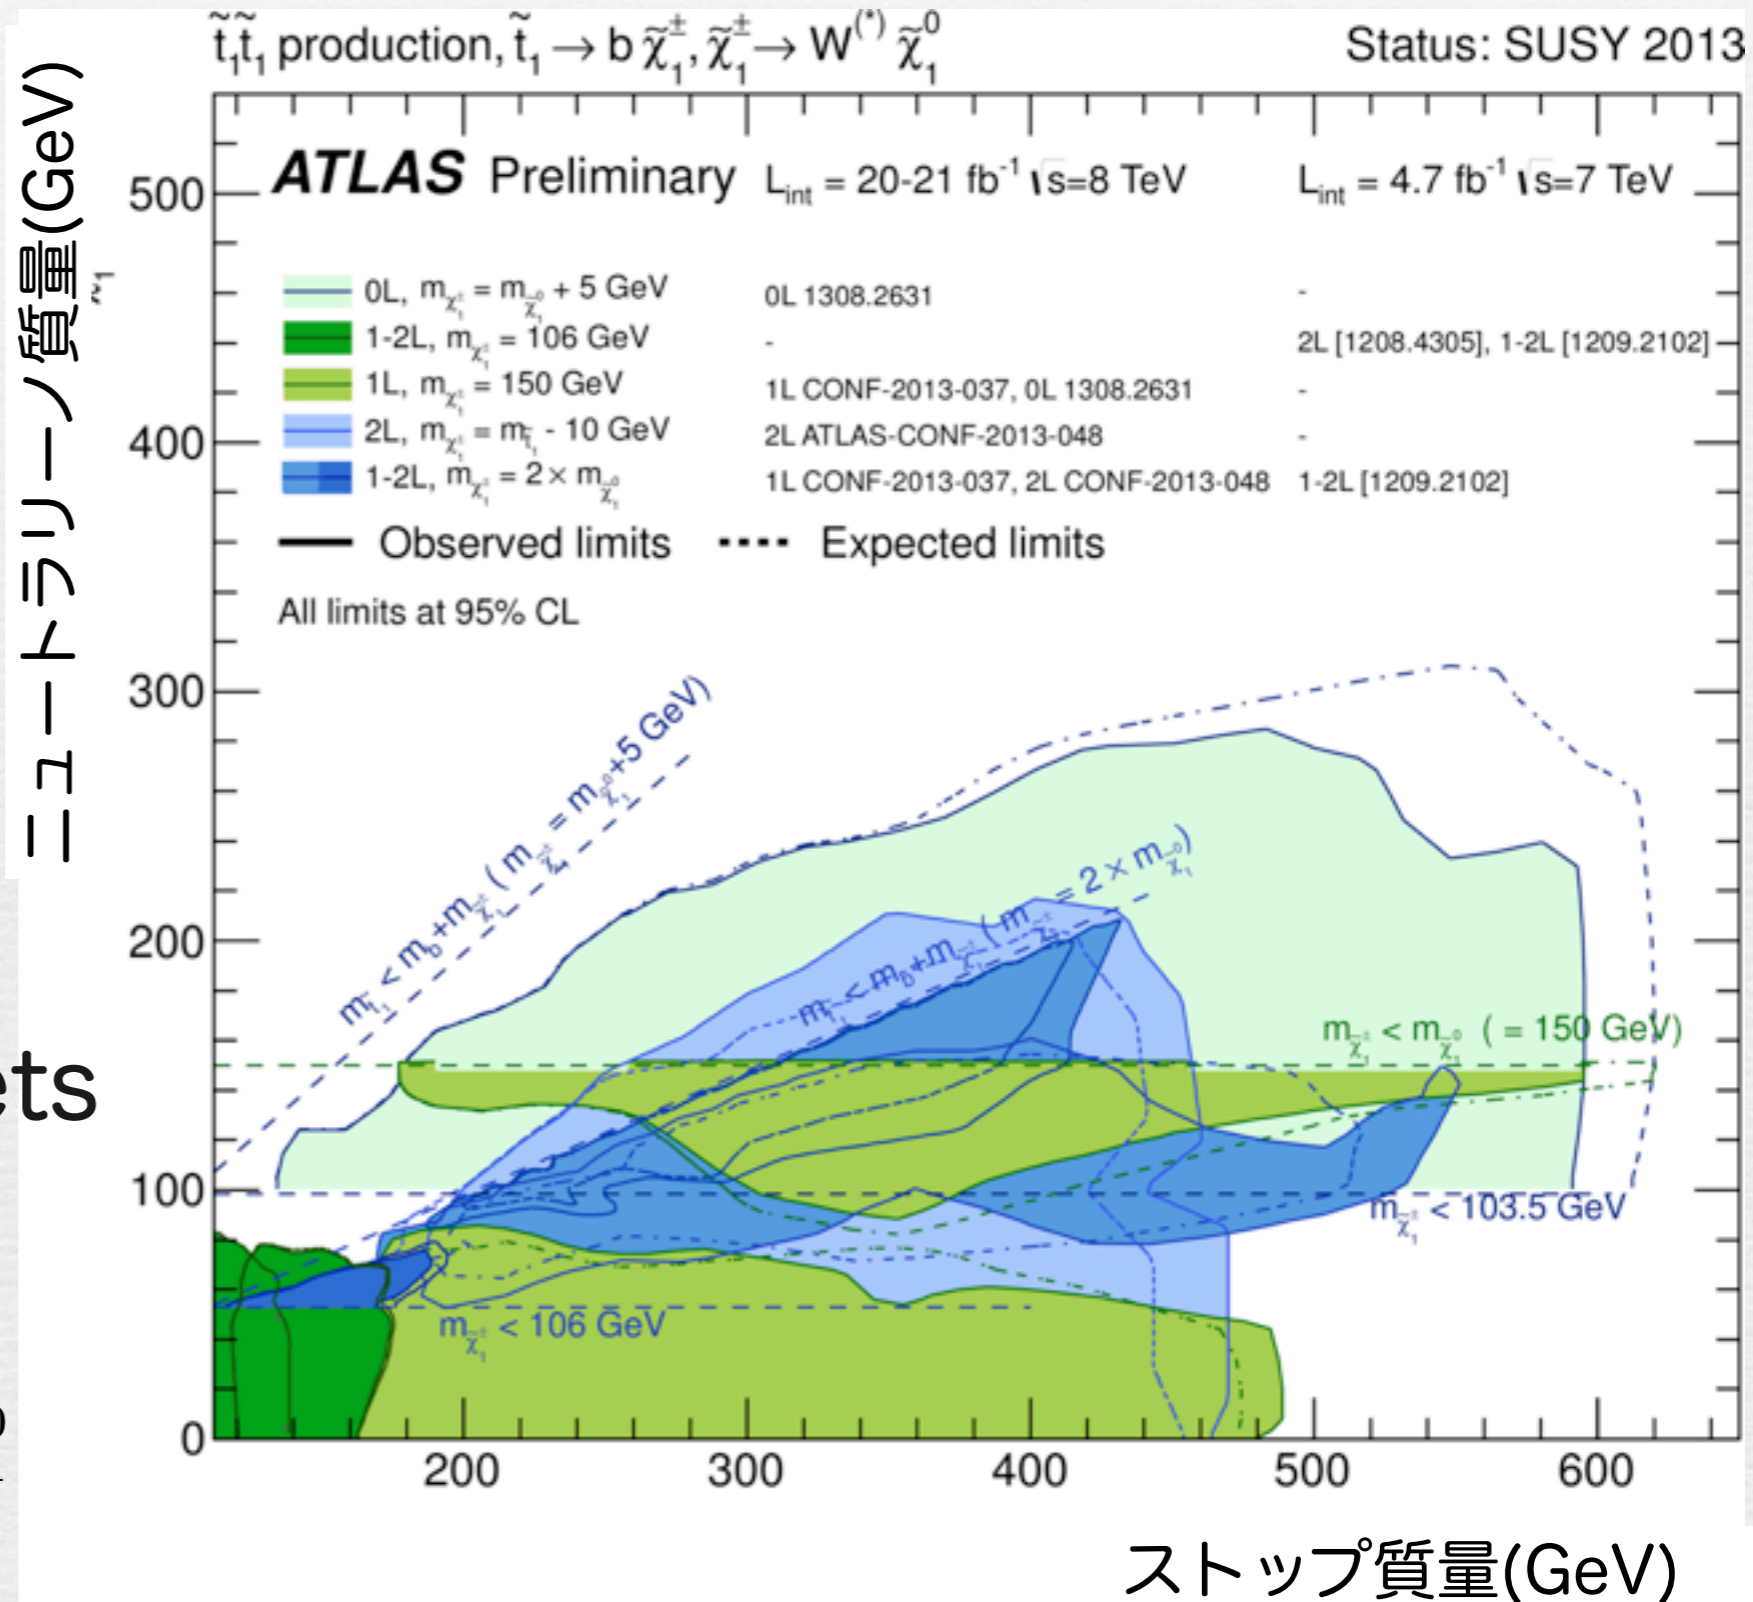 t̃₁t̃₁ production, t̃₁ → b χ̃₁±, χ̃₁± → W(*) χ̃₁⁰ Status: SUSY 2013
ATLAS Preliminary Lint = 20-21 fb⁻¹ √s=8 TeV Lint = 4.7 fb⁻¹ √s=7 TeV
0L, mχ̃₁± = mχ̃₁⁰ + 5 GeV 0L 1308.2631 -
1-2L, mχ̃₁± = 106 GeV - 2L [1208.4305], 1-2L [1209.2102]
1L, mχ̃₁± = 150 GeV 1L CONF-2013-037, 0L 1308.2631 -
2L, mχ̃₁± = mt̃₁ - 10 GeV 2L ATLAS-CONF-2013-048 -
1-2L, mχ̃₁± = 2 × mχ̃₁⁰ 1L CONF-2013-037, 2L CONF-2013-048 1-2L [1209.2102]
Observed limits Expected limits
All limits at 95% CL
ニュートラリーノ質量(GeV)
500
400
300
200
100
0
mt̃₁ < mb+mχ̃₁± ( mχ̃₁± = mχ̃₁⁰+5 GeV)
mt̃₁ < mb+mχ̃₁± ( mχ̃₁± = 2 × mχ̃₁⁰)
mχ̃₁± < mχ̃₁⁰ ( = 150 GeV)
mχ̃₁± < 103.5 GeV
mχ̃₁± < 106 GeV
ts
200 300 400 500 600
ストップ質量(GeV)